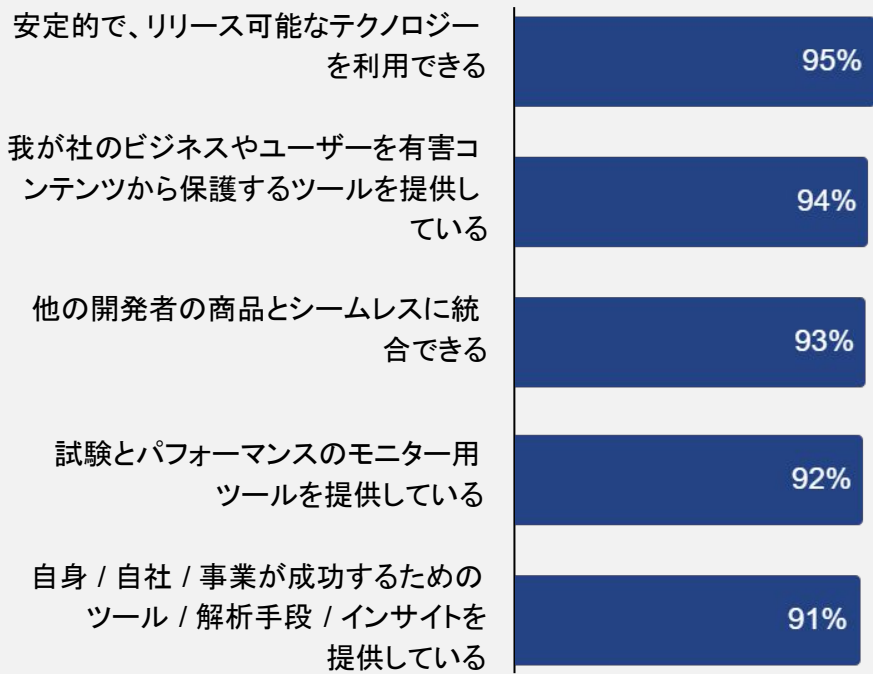 安定的で、リリース可能なテクノロジー
を利用できる
95%
我が社のビジネスやユーザーを有害コ
ンテンツから保護するツールを提供し
ている
94%
他の開発者の商品とシームレスに統
合できる
93%
試験とパフォーマンスのモニター用
ツールを提供している
92%
自身 / 自社 / 事業が成功するための
ツール / 解析手段 / インサイトを
提供している
91%